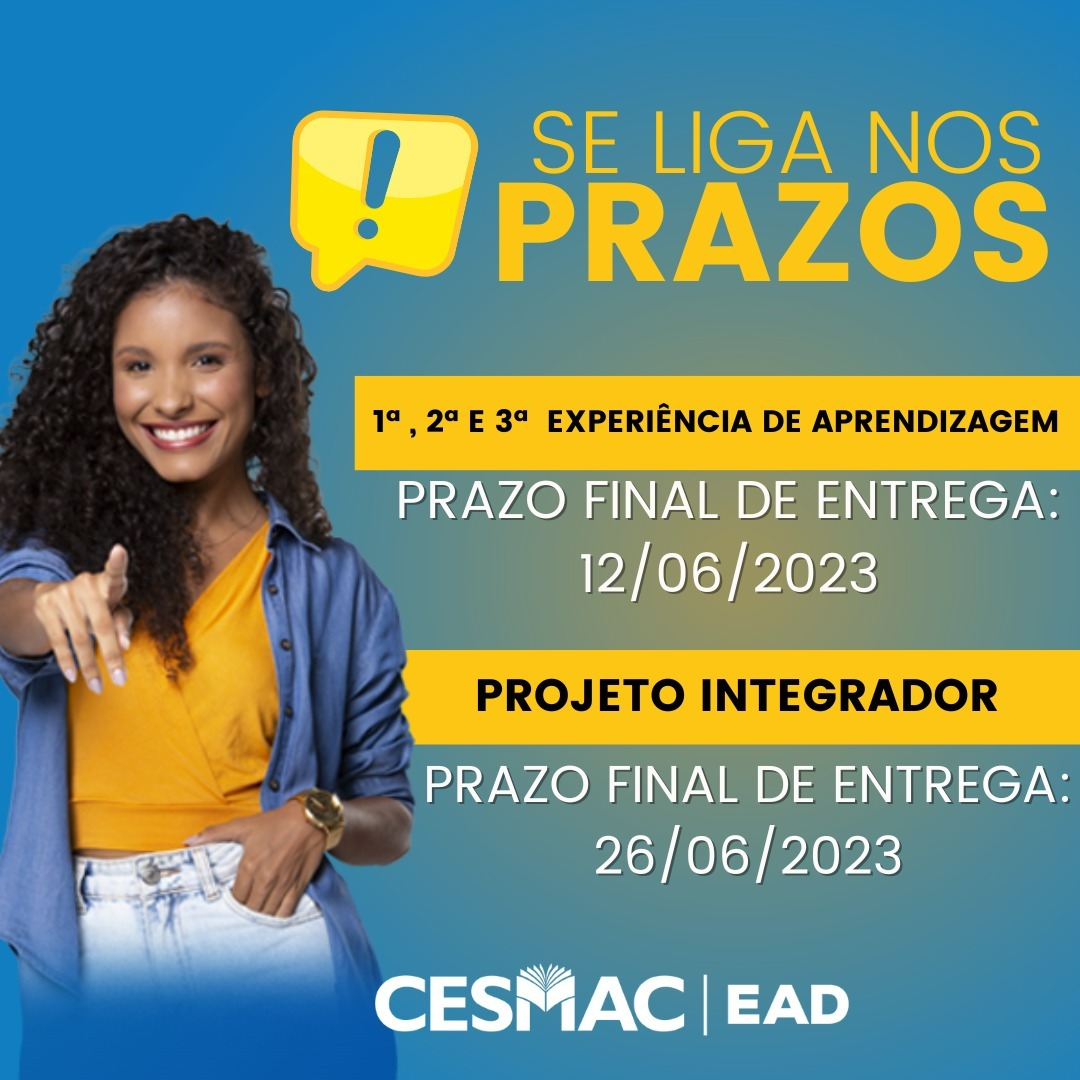 !
SE LIGA NOS
PRAZOS
1ª , 2ª E 3ª EXPERIÊNCIA DE APRENDIZAGEM
PRAZO FINAL DE ENTREGA:
12/06/2023
PROJETO INTEGRADOR
PRAZO FINAL DE ENTREGA:
26/06/2023
CESMAC | EAD